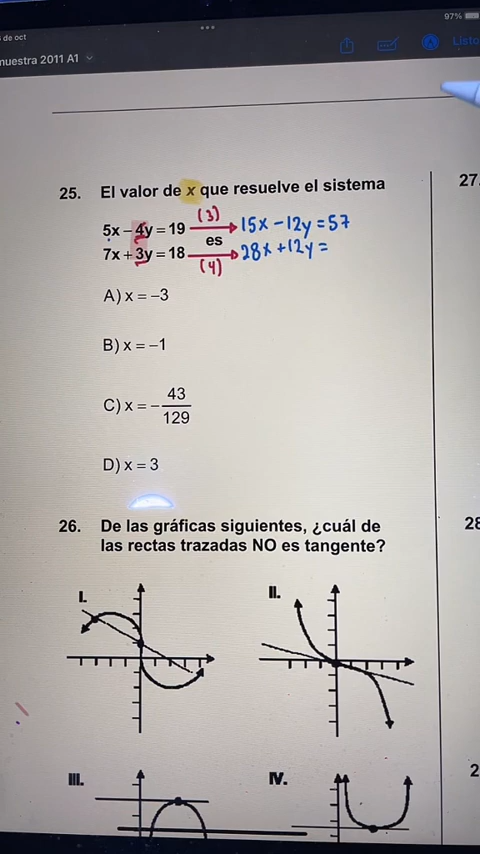 97%
de oct
Listo
muestra 2011 A1
25. El valor de x que resuelve el sistema
27.
5x – 4y = 19 (3) 15x – 12y = 57
es
7x + 3y = 18 (4) 28x + 12y =
A) x = –3
B) x = –1
C) x = – 43
129
D) x = 3
26. De las gráficas siguientes, ¿cuál de
28
las rectas trazadas NO es tangente?
I.
II.
III.
IV.
2